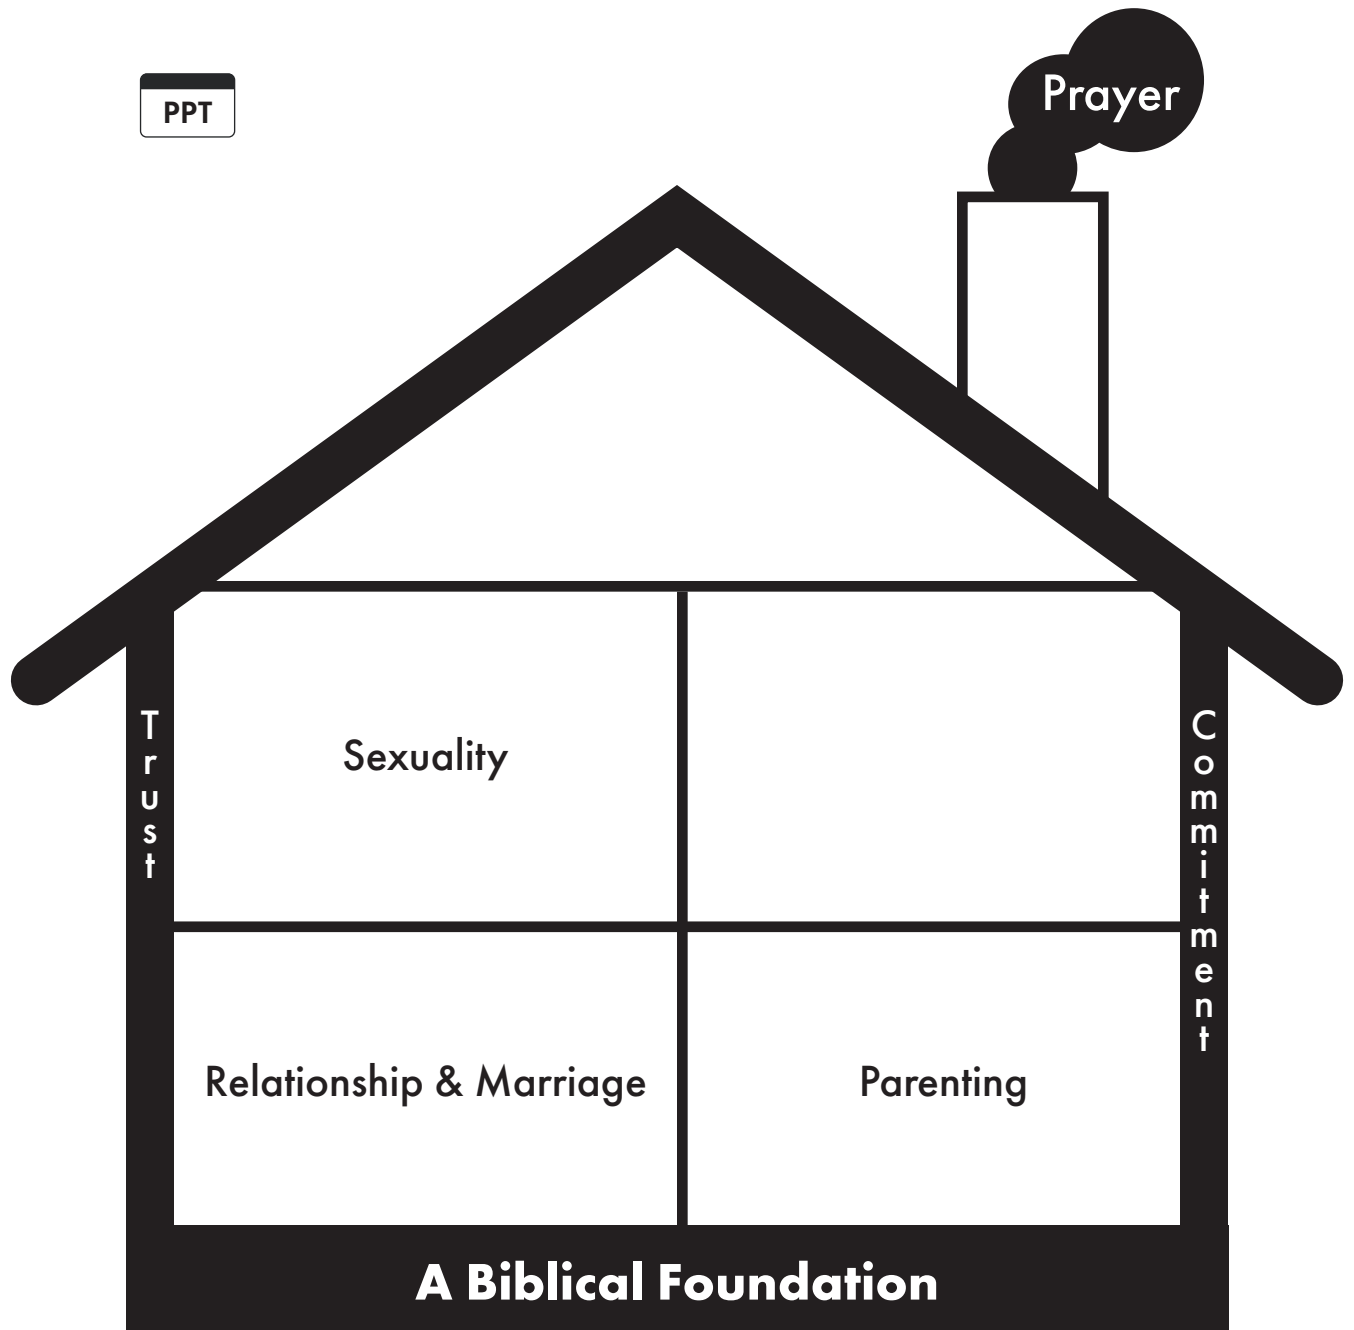 PPT
Prayer
Trust
Commitment
Sexuality
Relationship & Marriage
Parenting
A Biblical Foundation